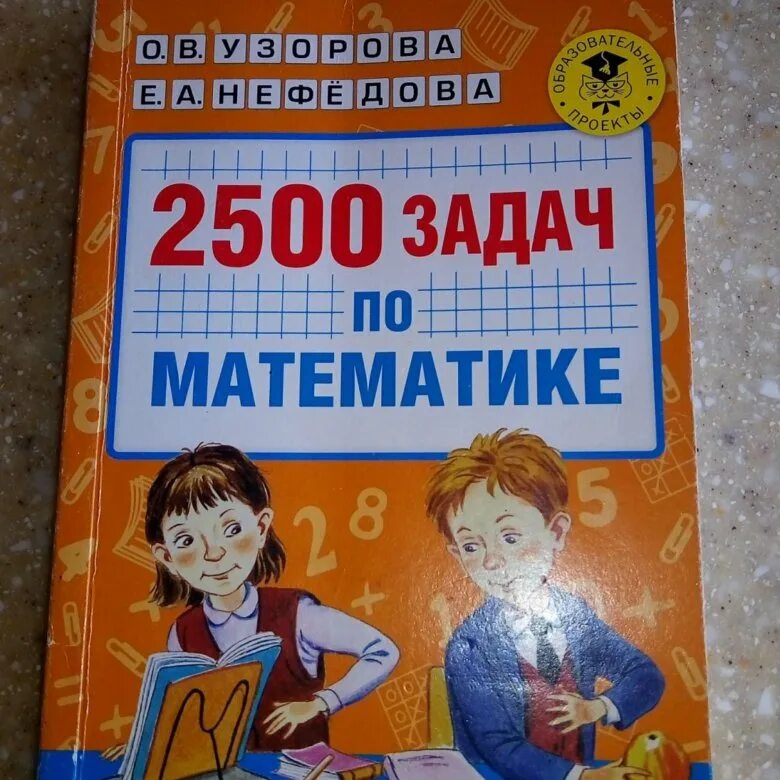 О.В.УЗОРОВА
Е.А.НЕФЁДОВА
ОБРАЗОВАТЕЛЬНЫЕ
ПРОЕКТЫ
2500 ЗАДАЧ
ПО
МАТЕМАТИКЕ